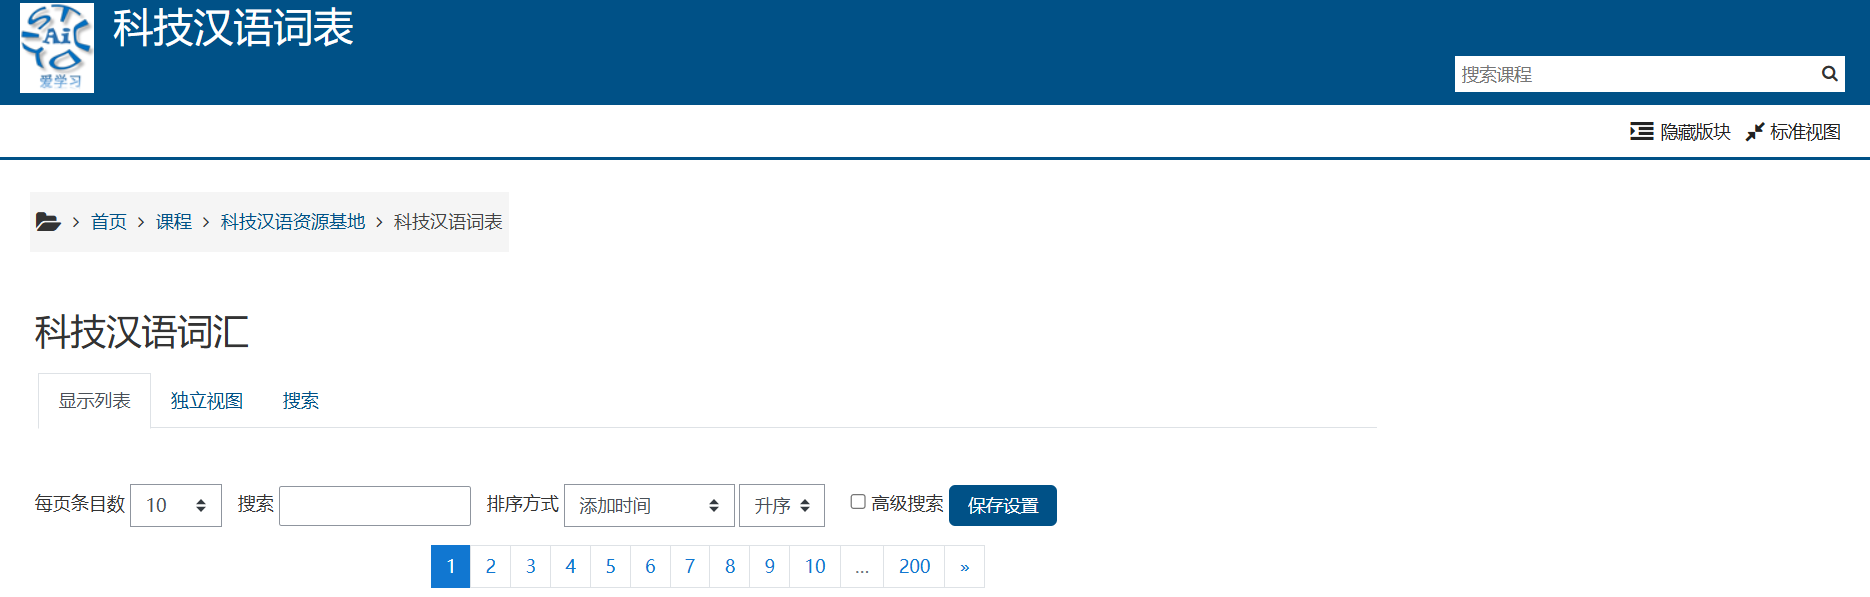 科技汉语词表
爱学习
搜索课程
隐藏版块 标准视图
首页 > 课程 > 科技汉语资源基地 > 科技汉语词表
科技汉语词汇
显示列表 独立视图 搜索
每页条目数 10 搜索 排序方式 添加时间 升序 高级搜索 保存设置
1 2 3 4 5 6 7 8 9 10 ... 200 »